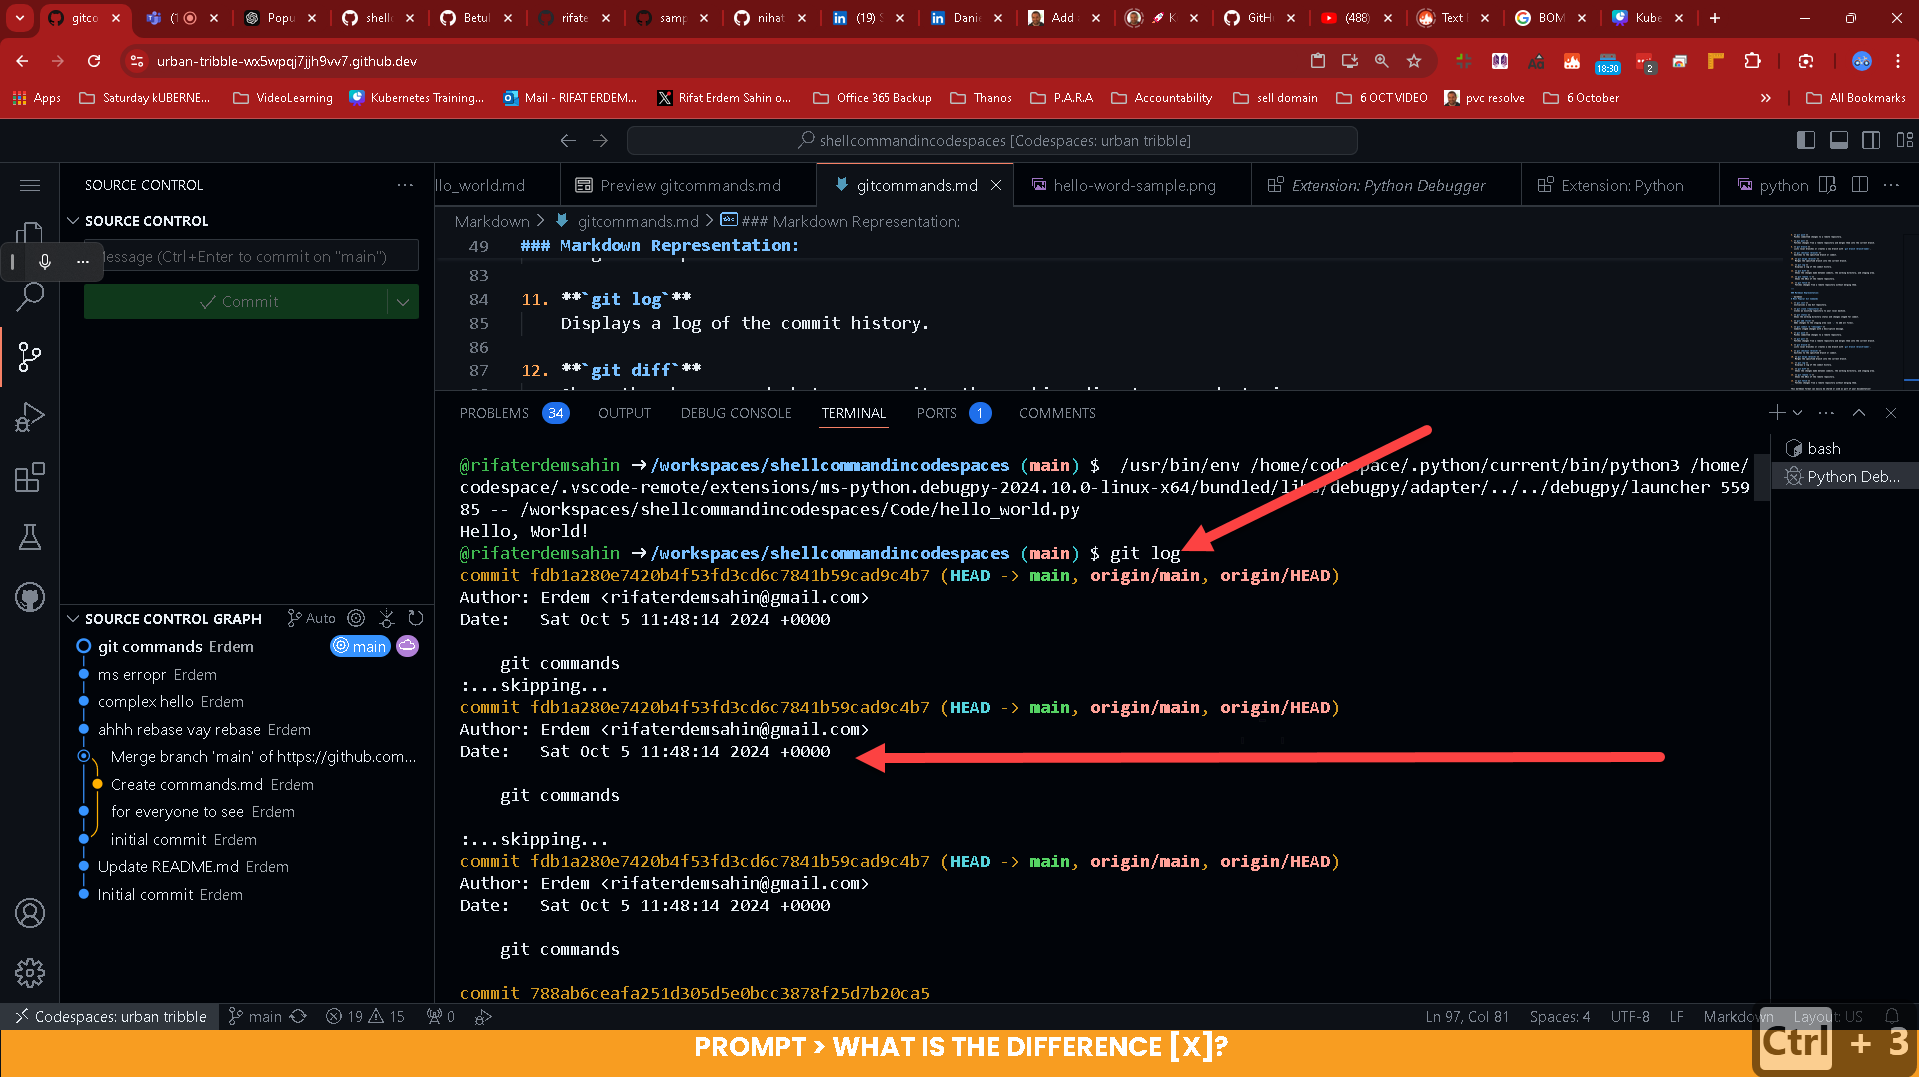 gitco
(1
Popu
shell
Betul
rifate
samp
nihat
(19) S
Danie
Add
K
GitH
(488)
Text
BOM
Kube
urban-tribble-wx5wpqj7jjh9vv7.github.dev
18:30
2
Apps
Saturday kUBERNE...
VideoLearning
Kubernetes Training...
Mail - RIFAT ERDEM...
Rifat Erdem Sahin o...
Office 365 Backup
Thanos
P.A.R.A
Accountability
sell domain
6 OCT VIDEO
pvc resolve
6 October
All Bookmarks
shellcommandincodespaces [Codespaces: urban tribble]
SOURCE CONTROL
SOURCE CONTROL
essage (Ctrl+Enter to commit on "main")
Commit
llo_world.md
Preview gitcommands.md
gitcommands.md
hello-word-sample.png
Extension: Python Debugger
Extension: Python
python
Markdown > gitcommands.md > ### Markdown Representation:
49 ### Markdown Representation:
83
84 11. **`git log`**
85 Displays a log of the commit history.
86
87 12. **`git diff`**
PROBLEMS 34
OUTPUT
DEBUG CONSOLE
TERMINAL
PORTS 1
COMMENTS
bash
Python Deb...
@rifaterdemsahin ➜/workspaces/shellcommandincodespaces (main) $ /usr/bin/env /home/codespace/.python/current/bin/python3 /home/
codespace/.vscode-remote/extensions/ms-python.debugpy-2024.10.0-linux-x64/bundled/libs/debugpy/adapter/../../debugpy/launcher 559
85 -- /workspaces/shellcommandincodespaces/Code/hello_world.py
Hello, World!
@rifaterdemsahin ➜/workspaces/shellcommandincodespaces (main) $ git log
commit fdb1a280e7420b4f53fd3cd6c7841b59cad9c4b7 (HEAD -> main, origin/main, origin/HEAD)
Author: Erdem <rifaterdemsahin@gmail.com>
Date: Sat Oct 5 11:48:14 2024 +0000
git commands
:...skipping...
commit fdb1a280e7420b4f53fd3cd6c7841b59cad9c4b7 (HEAD -> main, origin/main, origin/HEAD)
Author: Erdem <rifaterdemsahin@gmail.com>
Date: Sat Oct 5 11:48:14 2024 +0000
git commands
:...skipping...
commit fdb1a280e7420b4f53fd3cd6c7841b59cad9c4b7 (HEAD -> main, origin/main, origin/HEAD)
Author: Erdem <rifaterdemsahin@gmail.com>
Date: Sat Oct 5 11:48:14 2024 +0000
git commands
commit 788ab6ceafa251d305d5e0bcc3878f25d7b20ca5
SOURCE CONTROL GRAPH
Auto
git commands Erdem main
ms erropr Erdem
complex hello Erdem
ahhh rebase vay rebase Erdem
Merge branch 'main' of https://github.com...
Create commands.md Erdem
for everyone to see Erdem
initial commit Erdem
Update README.md Erdem
Initial commit Erdem
Codespaces: urban tribble
main
19
15
0
Ln 97, Col 81
Spaces: 4
UTF-8
LF
Markdown
Layout: US
PROMPT > WHAT IS THE DIFFERENCE [X]?
Ctrl + 3